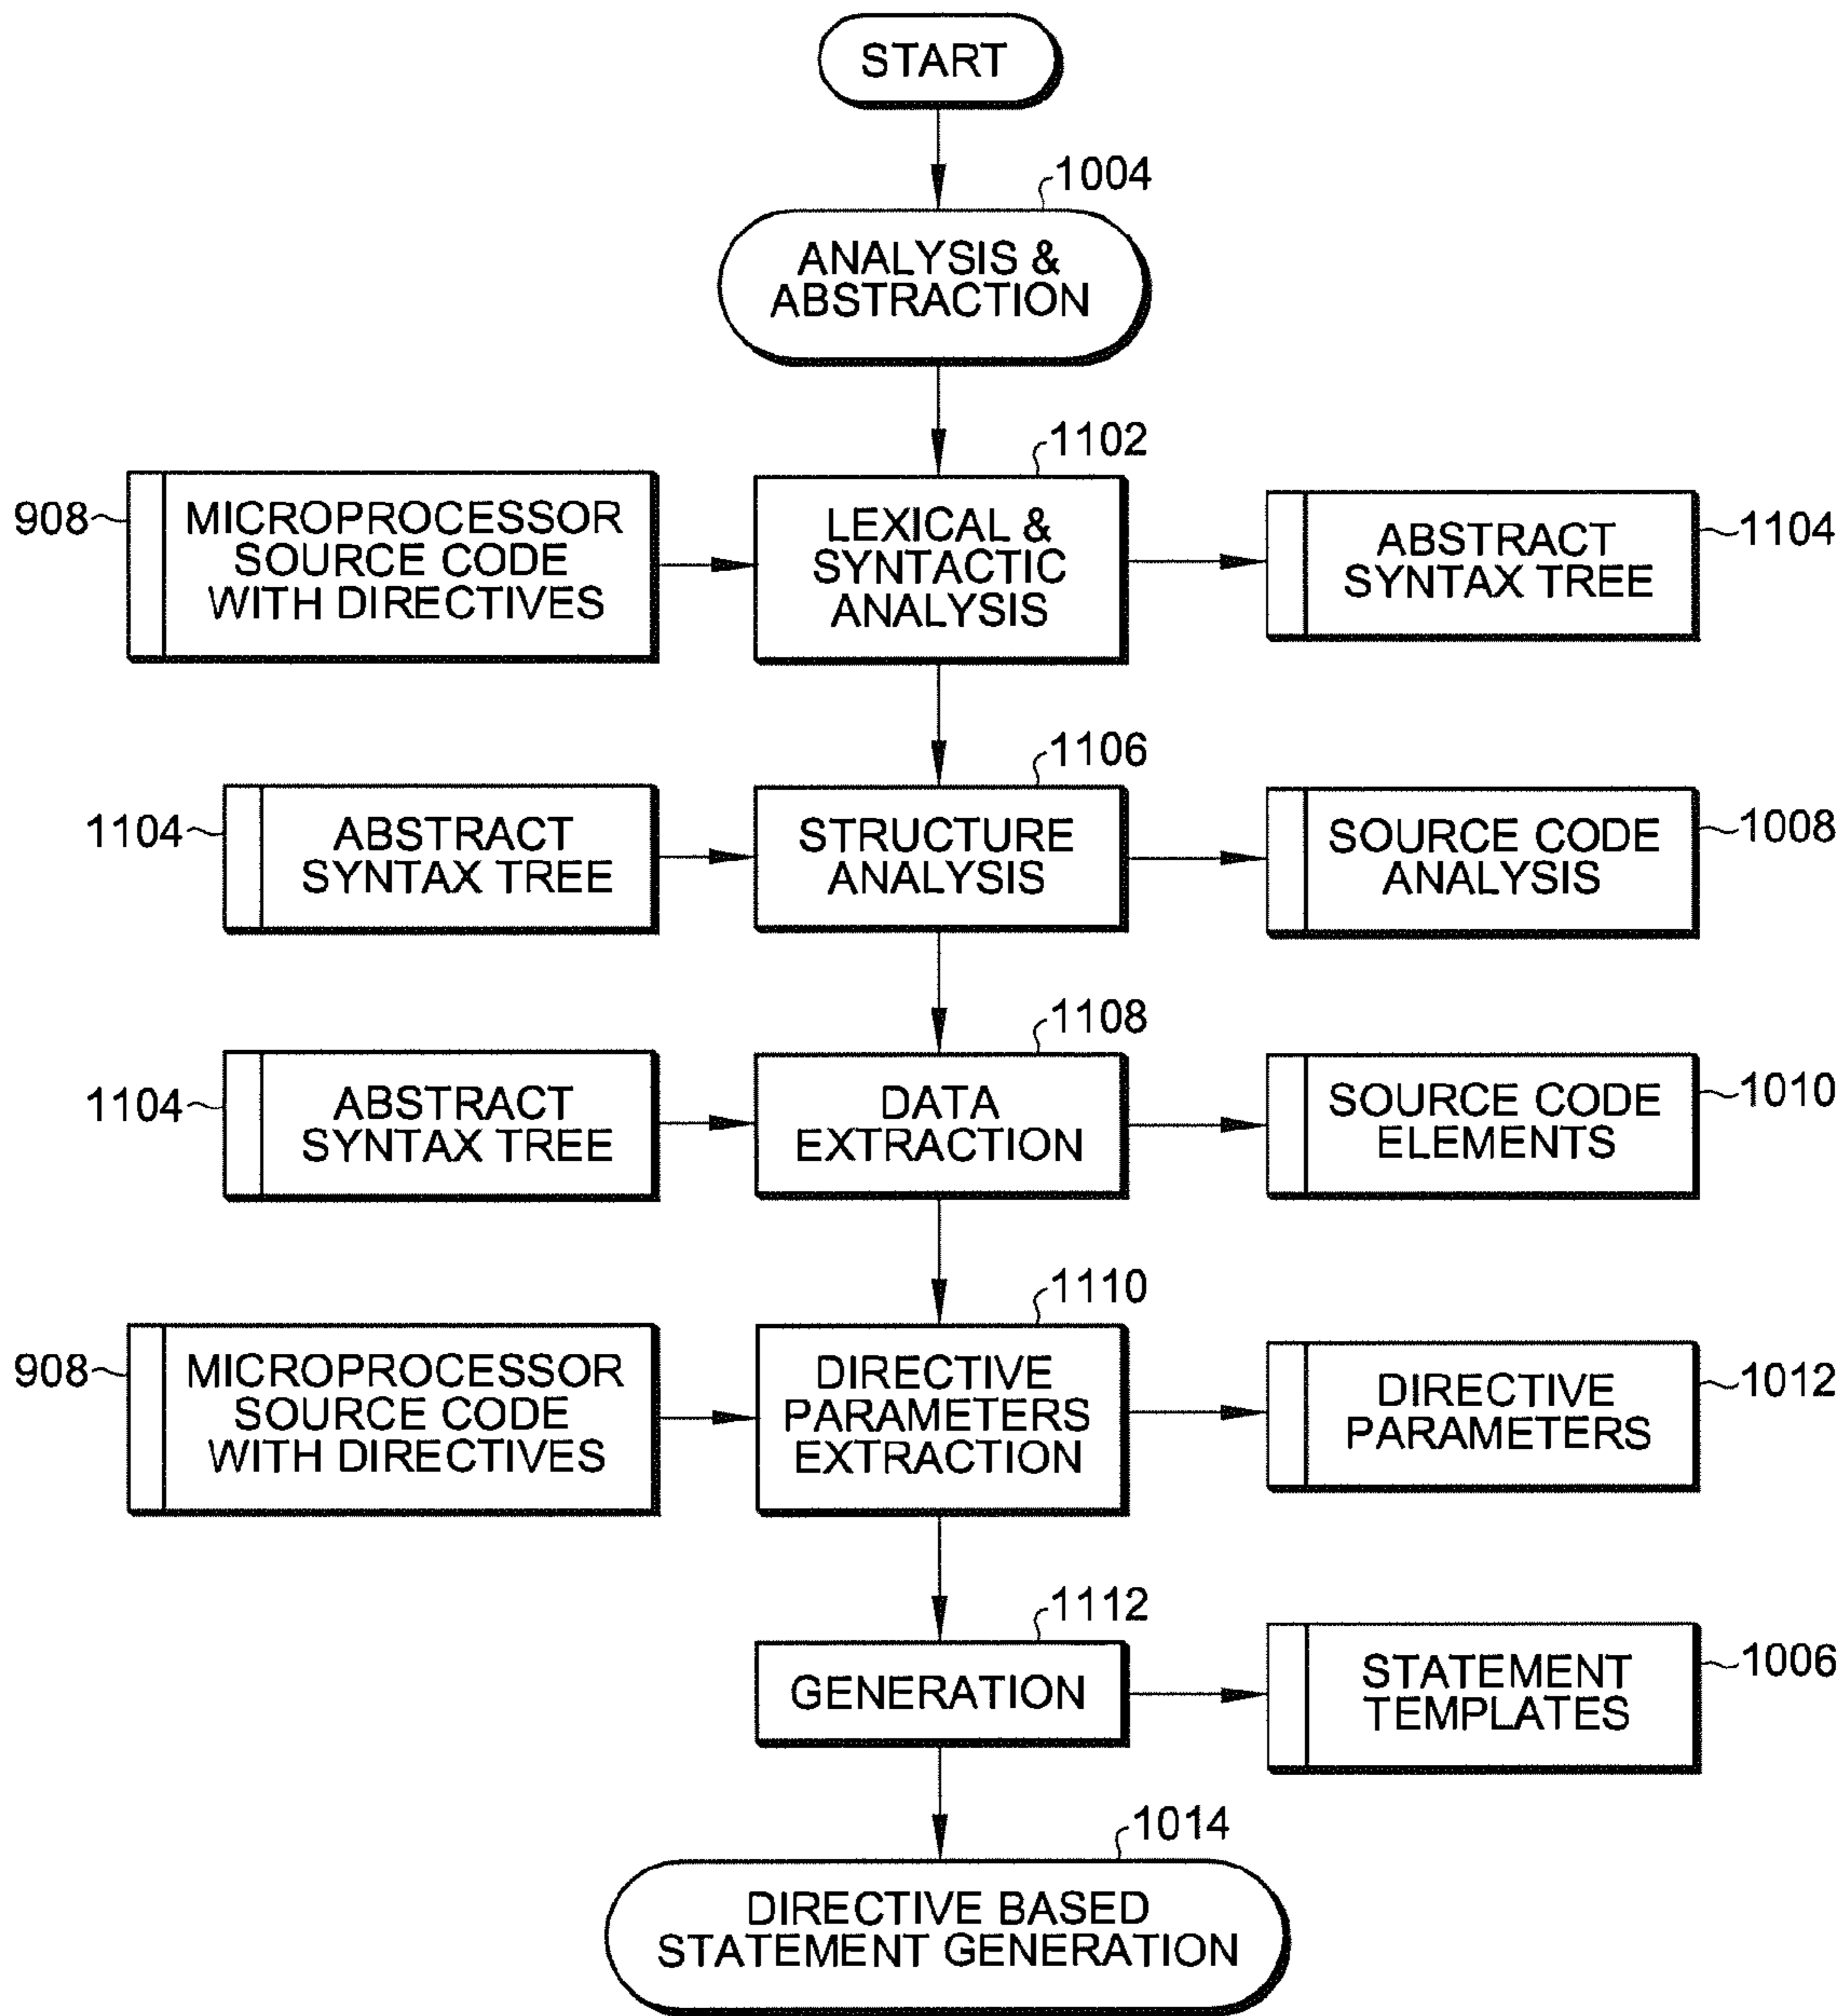 START
1004
ANALYSIS &
ABSTRACTION
1102
908
MICROPROCESSOR
SOURCE CODE
WITH DIRECTIVES
LEXICAL &
SYNTACTIC
ANALYSIS
ABSTRACT
SYNTAX TREE
1104
1106
1104
ABSTRACT
SYNTAX TREE
STRUCTURE
ANALYSIS
SOURCE CODE
ANALYSIS
1008
1108
1104
ABSTRACT
SYNTAX TREE
DATA
EXTRACTION
SOURCE CODE
ELEMENTS
1010
1110
908
MICROPROCESSOR
SOURCE CODE
WITH DIRECTIVES
DIRECTIVE
PARAMETERS
EXTRACTION
DIRECTIVE
PARAMETERS
1012
1112
GENERATION
STATEMENT
TEMPLATES
1006
1014
DIRECTIVE BASED
STATEMENT GENERATION